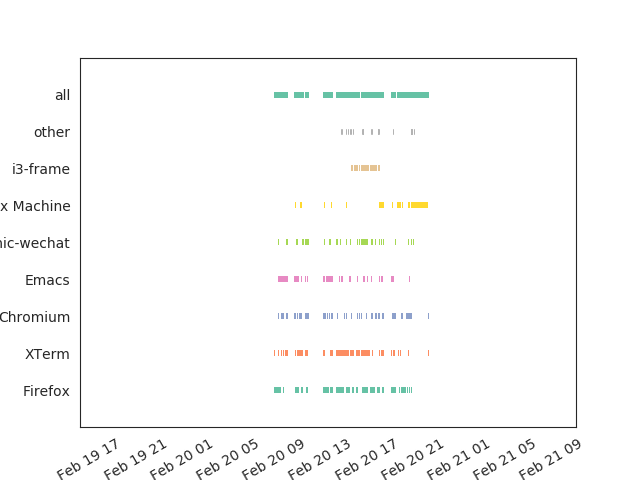 all
other
i3-frame
x Machine
nic-wechat
Emacs
Chromium
XTerm
Firefox
Feb 19 17
Feb 19 21
Feb 20 01
Feb 20 05
Feb 20 09
Feb 20 13
Feb 20 17
Feb 20 21
Feb 21 01
Feb 21 05
Feb 21 09